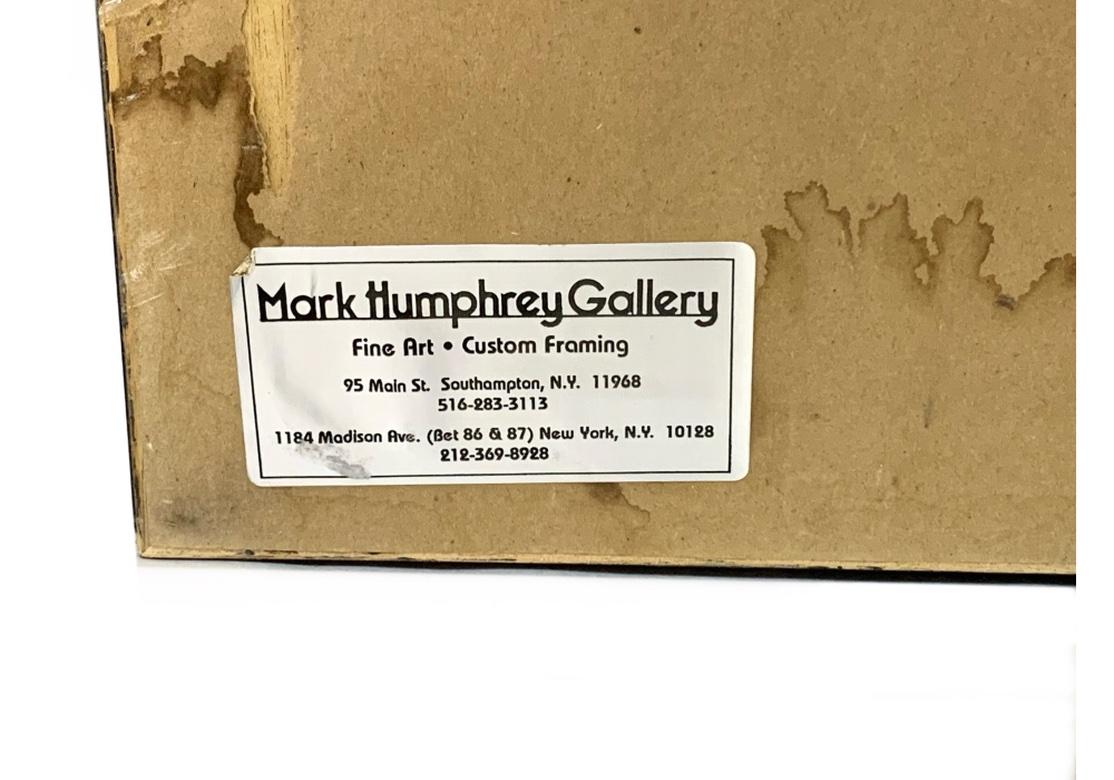 Mark Humphrey Gallery
Fine Art • Custom Framing
95 Main St. Southampton, N.Y. 11968
516-283-3113
1184 Madison Ave. (Bet 86 & 87) New York, N.Y. 10128
212-369-8928